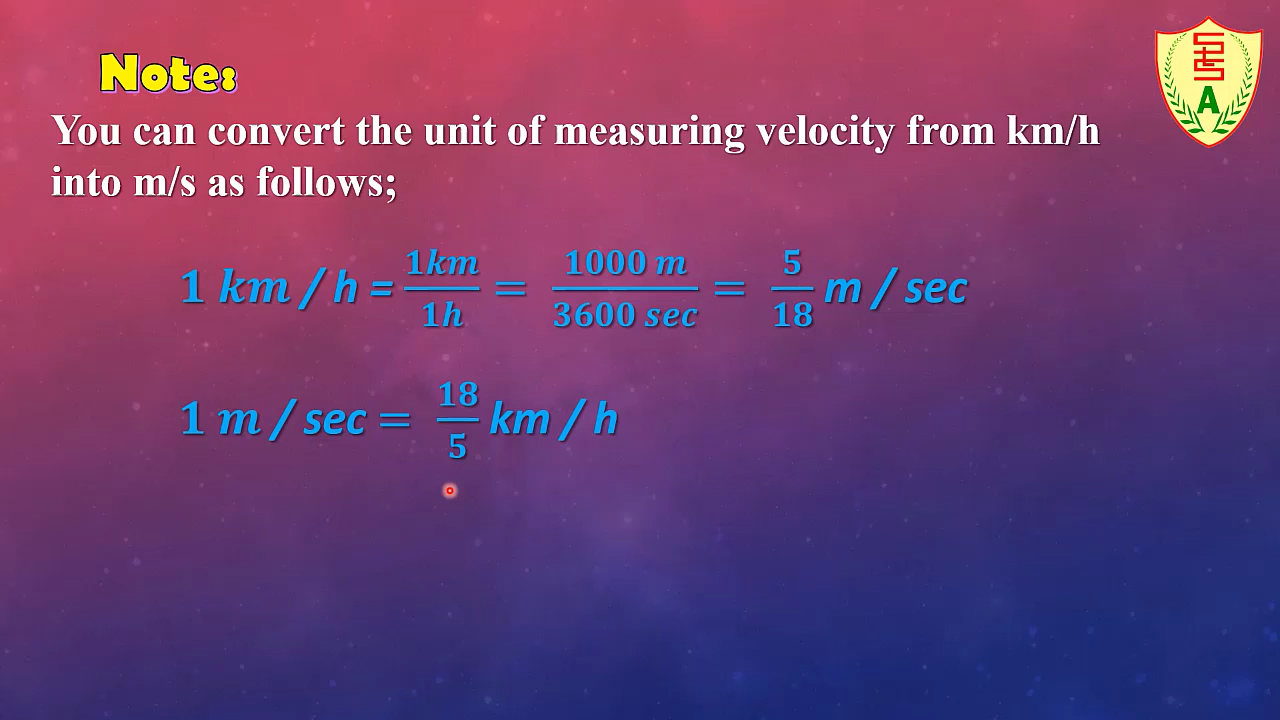 Note:
You can convert the unit of measuring velocity from km/h
into m/s as follows;
1 km / h = 1km/1h = 1000 m/3600 sec = 5/18 m / sec
1 m / sec = 18/5 km / h
A